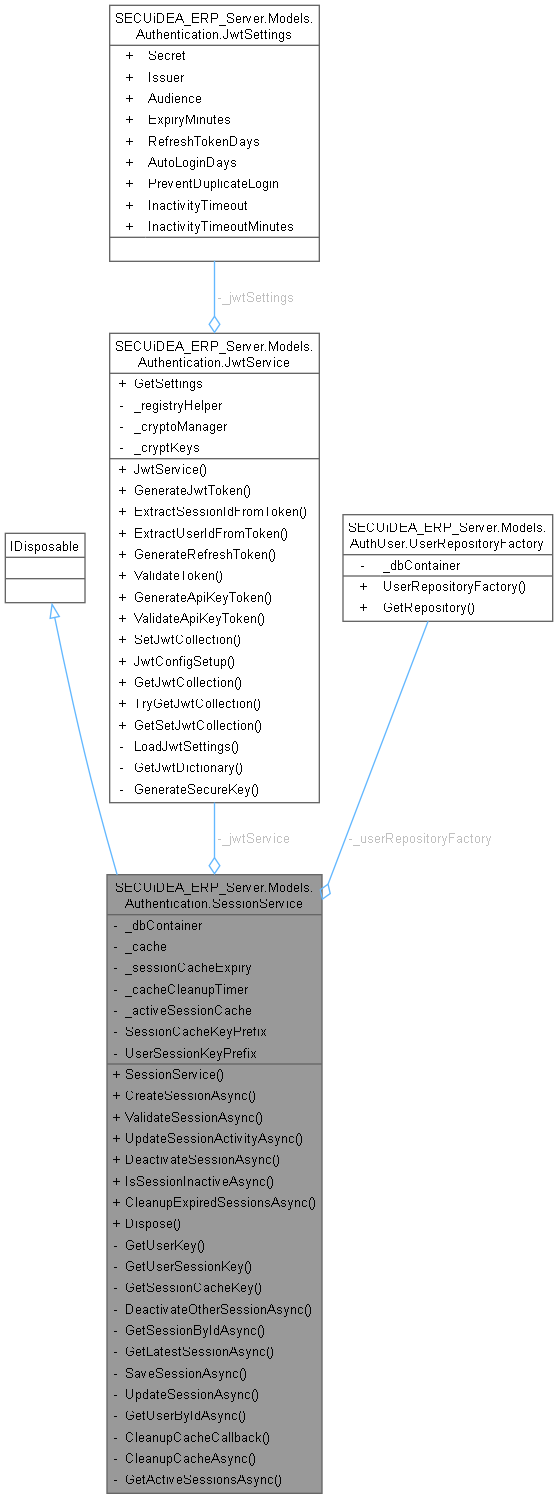 SECUiDEA_ERP_Server.Models.
Authentication.JwtSettings
+ Secret
+ Issuer
+ Audience
+ ExpiryMinutes
+ RefreshTokenDays
+ AutoLoginDays
+ PreventDuplicateLogin
+ InactivityTimeout
+ InactivityTimeoutMinutes
-_jwtSettings
SECUiDEA_ERP_Server.Models.
Authentication.JwtService
+ GetSettings
- _registryHelper
- _cryptoManager
- _cryptKeys
+ JwtService()
+ GenerateJwtToken()
+ ExtractSessionIdFromToken()
+ ExtractUserIdFromToken()
+ GenerateRefreshToken()
+ ValidateToken()
+ GenerateApiKeyToken()
+ ValidateApiKeyToken()
+ SetJwtCollection()
+ JwtConfigSetup()
+ GetJwtCollection()
+ TryGetJwtCollection()
+ GetSetJwtCollection()
- LoadJwtSettings()
- GetJwtDictionary()
- GenerateSecureKey()
IDisposable
SECUiDEA_ERP_Server.Models.
AuthUser.UserRepositoryFactory
- _dbContainer
+ UserRepositoryFactory()
+ GetRepository()
-_jwtService
-_userRepositoryFactory
SECUiDEA_ERP_Server.Models.
Authentication.SessionService
- _dbContainer
- _cache
- _sessionCacheExpiry
- _cacheCleanupTimer
- _activeSessionCache
- SessionCacheKeyPrefix
- UserSessionKeyPrefix
+ SessionService()
+ CreateSessionAsync()
+ ValidateSessionAsync()
+ UpdateSessionActivityAsync()
+ DeactivateSessionAsync()
+ IsSessionInactiveAsync()
+ CleanupExpiredSessionsAsync()
+ Dispose()
- GetUserKey()
- GetUserSessionKey()
- GetSessionCacheKey()
- DeactivateOtherSessionAsync()
- GetSessionByIdAsync()
- GetLatestSessionAsync()
- SaveSessionAsync()
- UpdateSessionAsync()
- GetUserByIdAsync()
- CleanupCacheCallback()
- CleanupCacheAsync()
- GetActiveSessionsAsync()